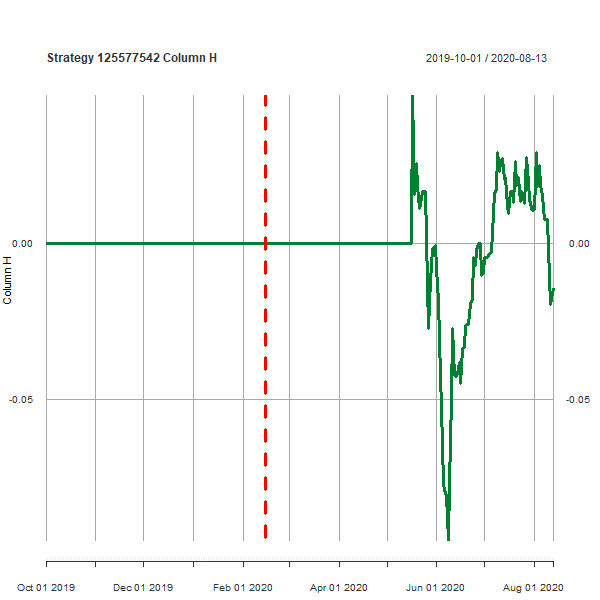 Strategy 125577542 Column H
2019-10-01 / 2020-08-13
0.00
0.00
Column H
-0.05
-0.05
Oct 01 2019
Dec 01 2019
Feb 01 2020
Apr 01 2020
Jun 01 2020
Aug 01 2020